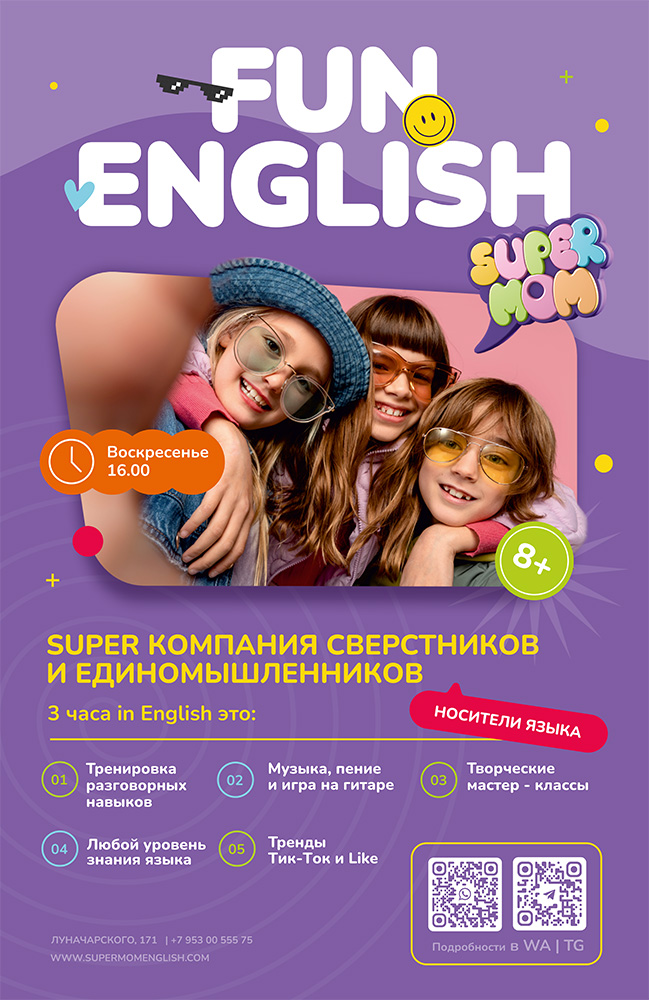 FUN
ENGLISH
SUPER
MOM
Воскресенье
16.00
8+
SUPER КОМПАНИЯ СВЕРСТНИКОВ
И ЕДИНОМЫШЛЕННИКОВ
3 часа in English это:
НОСИТЕЛИ ЯЗЫКА
01 Тренировка
разговорных
навыков
02 Музыка, пение
и игра на гитаре
03 Творческие
мастер - классы
04 Любой уровень
знания языка
05 Тренды
Тик-Ток и Like
Подробности в WA | TG
ЛУНАЧАРСКОГО, 171 | +7 953 00 555 75
WWW.SUPERMOMENGLISH.COM